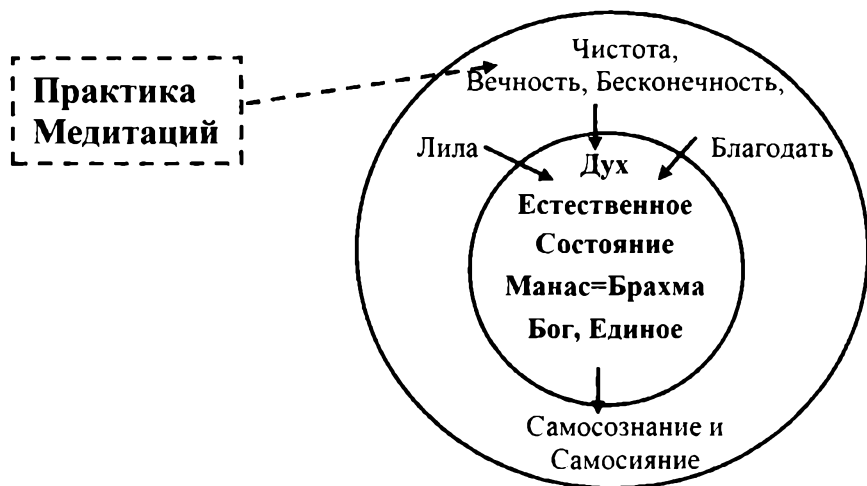 Практика
Медитаций
Чистота,
Вечность, Бесконечность,
Лила
Благодать
Дух
Естественное
Состояние
Манас=Брахма
Бог, Единое
Самосознание и
Самосияние